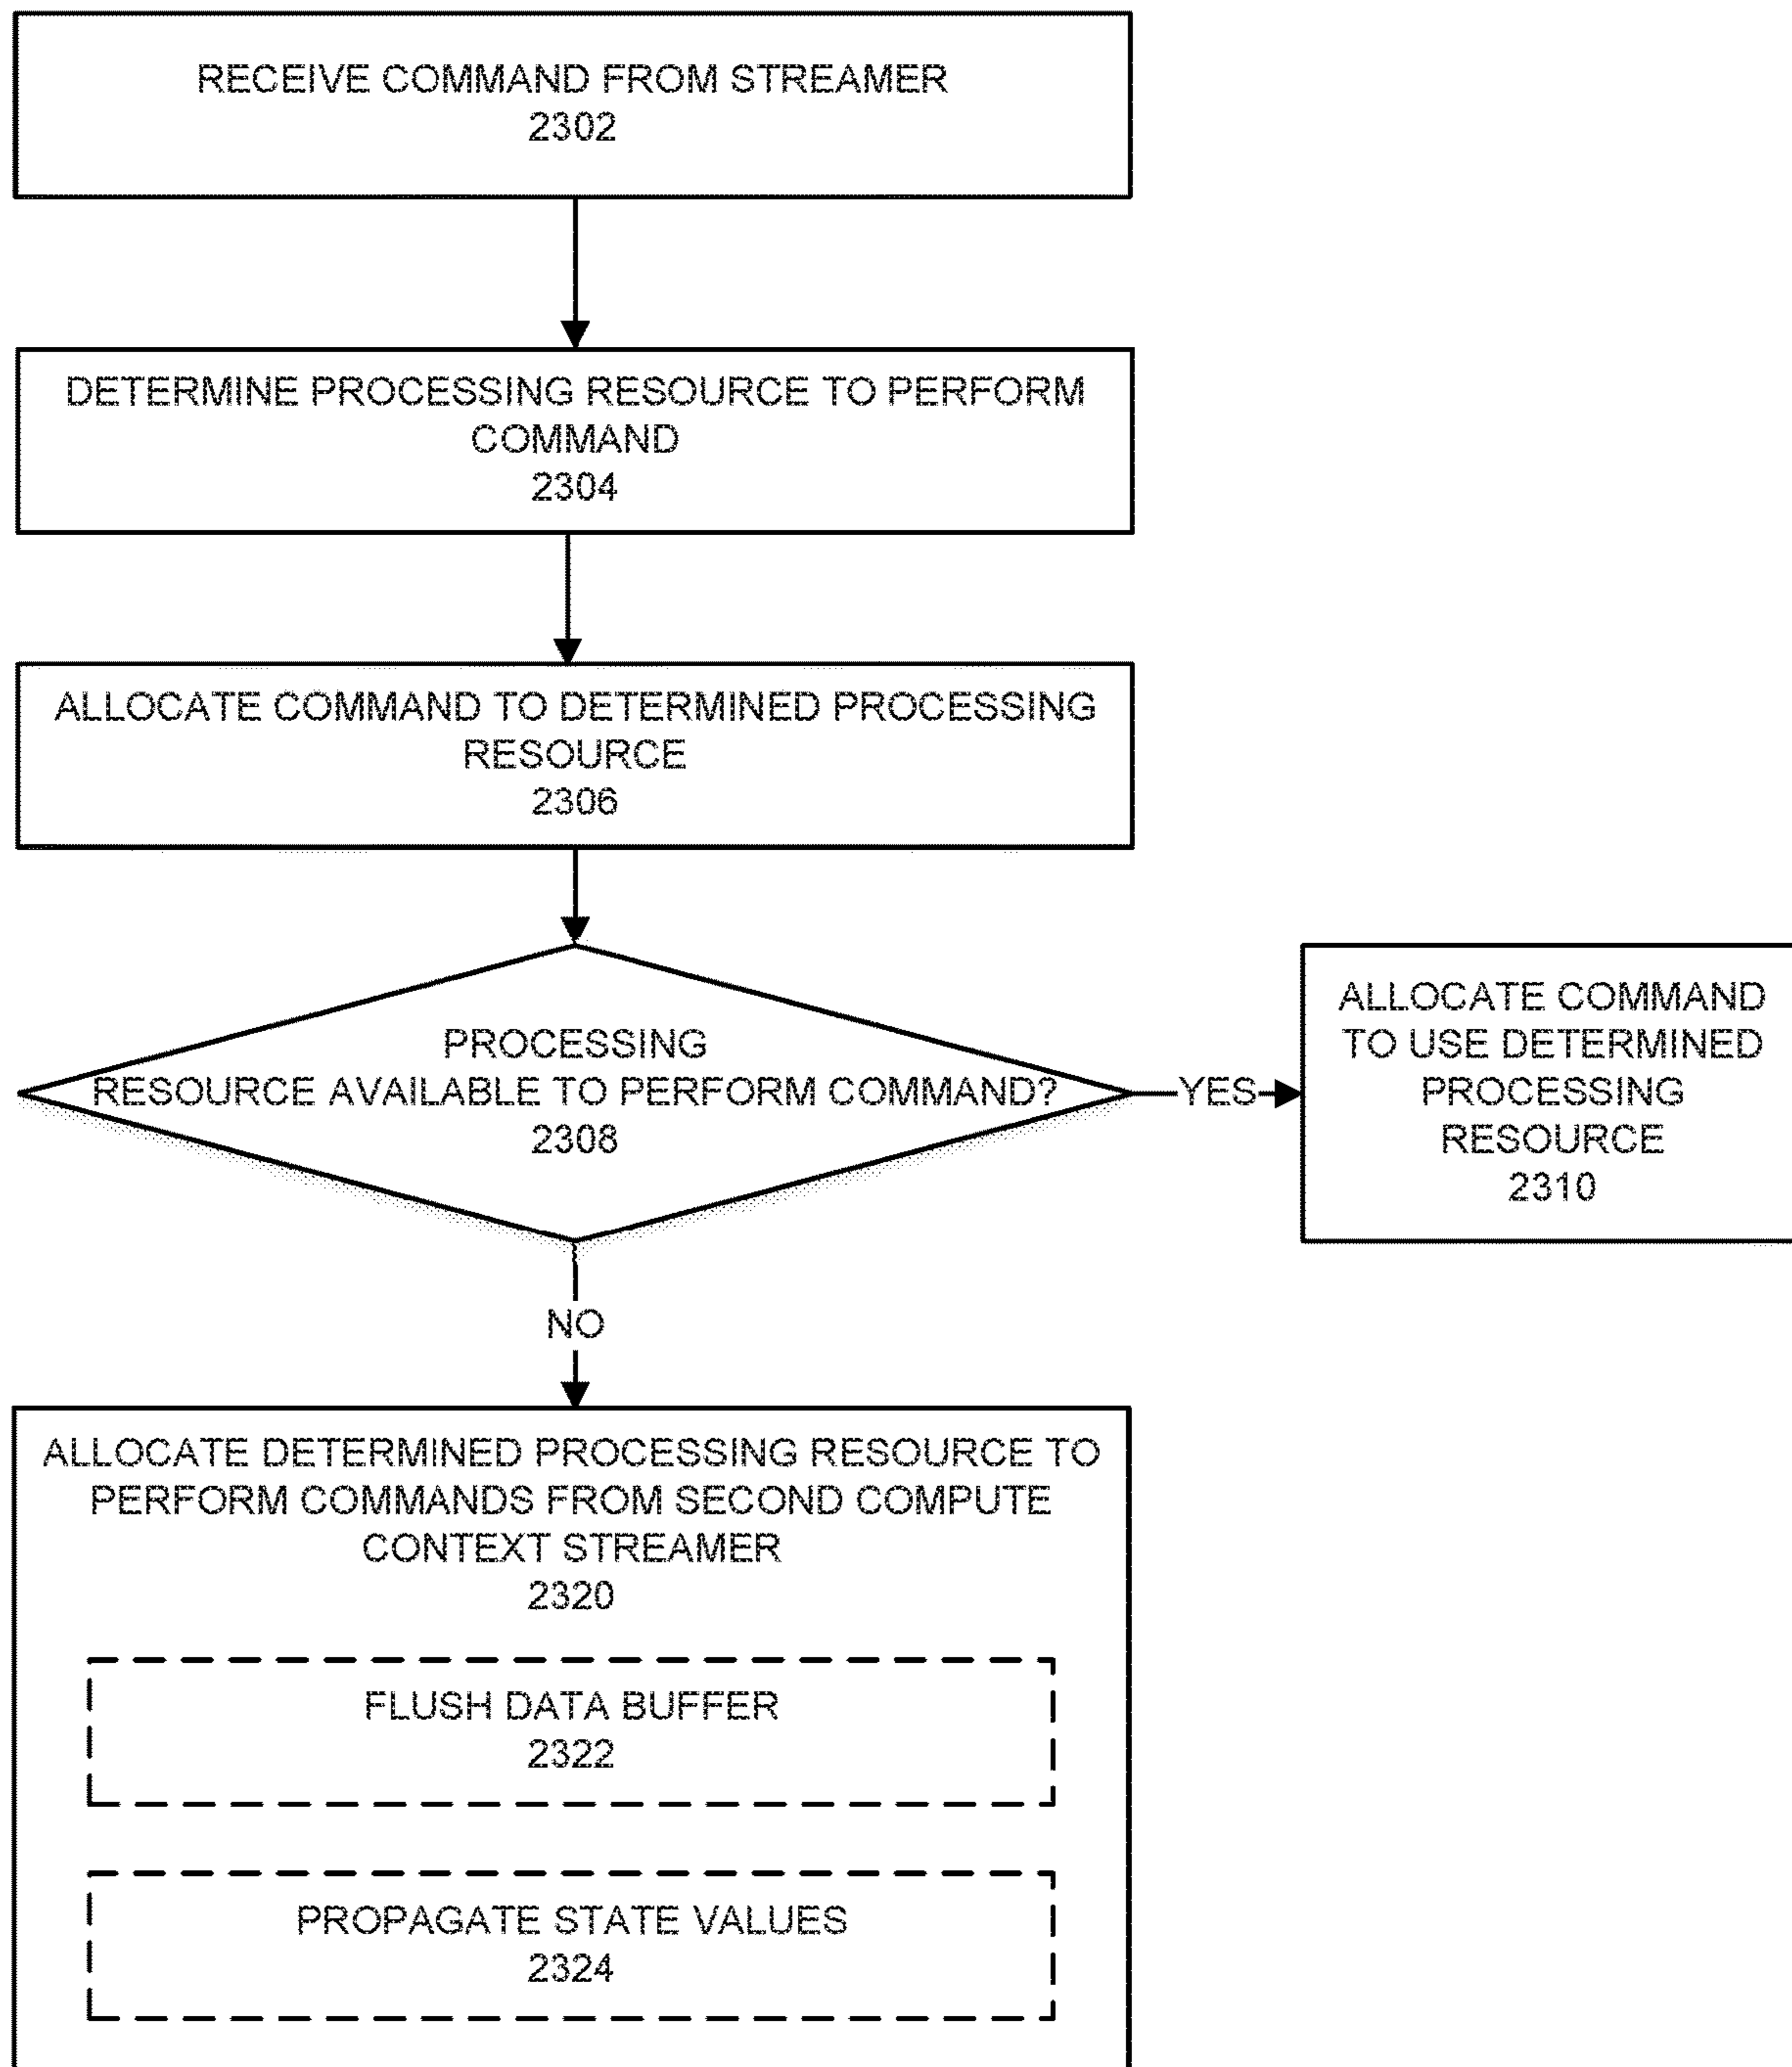 RECEIVE COMMAND FROM STREAMER
2302
DETERMINE PROCESSING RESOURCE TO PERFORM
COMMAND
2304
ALLOCATE COMMAND TO DETERMINED PROCESSING
RESOURCE
2306
PROCESSING
RESOURCE AVAILABLE TO PERFORM COMMAND?
2308
YES
ALLOCATE COMMAND
TO USE DETERMINED
PROCESSING
RESOURCE
2310
NO
ALLOCATE DETERMINED PROCESSING RESOURCE TO
PERFORM COMMANDS FROM SECOND COMPUTE
CONTEXT STREAMER
2320
FLUSH DATA BUFFER
2322
PROPAGATE STATE VALUES
2324